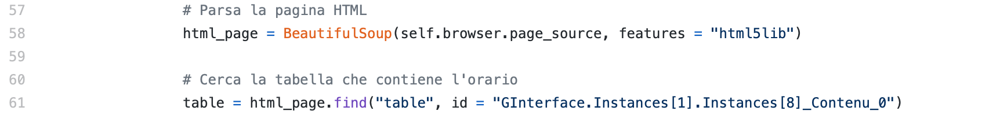 57 # Parsa la pagina HTML
58 html_page = BeautifulSoup(self.browser.page_source, features = "html5lib")
59
60 # Cerca la tabella che contiene l'orario
61 table = html_page.find("table", id = "GInterface.Instances[1].Instances[8]_Contenu_0")